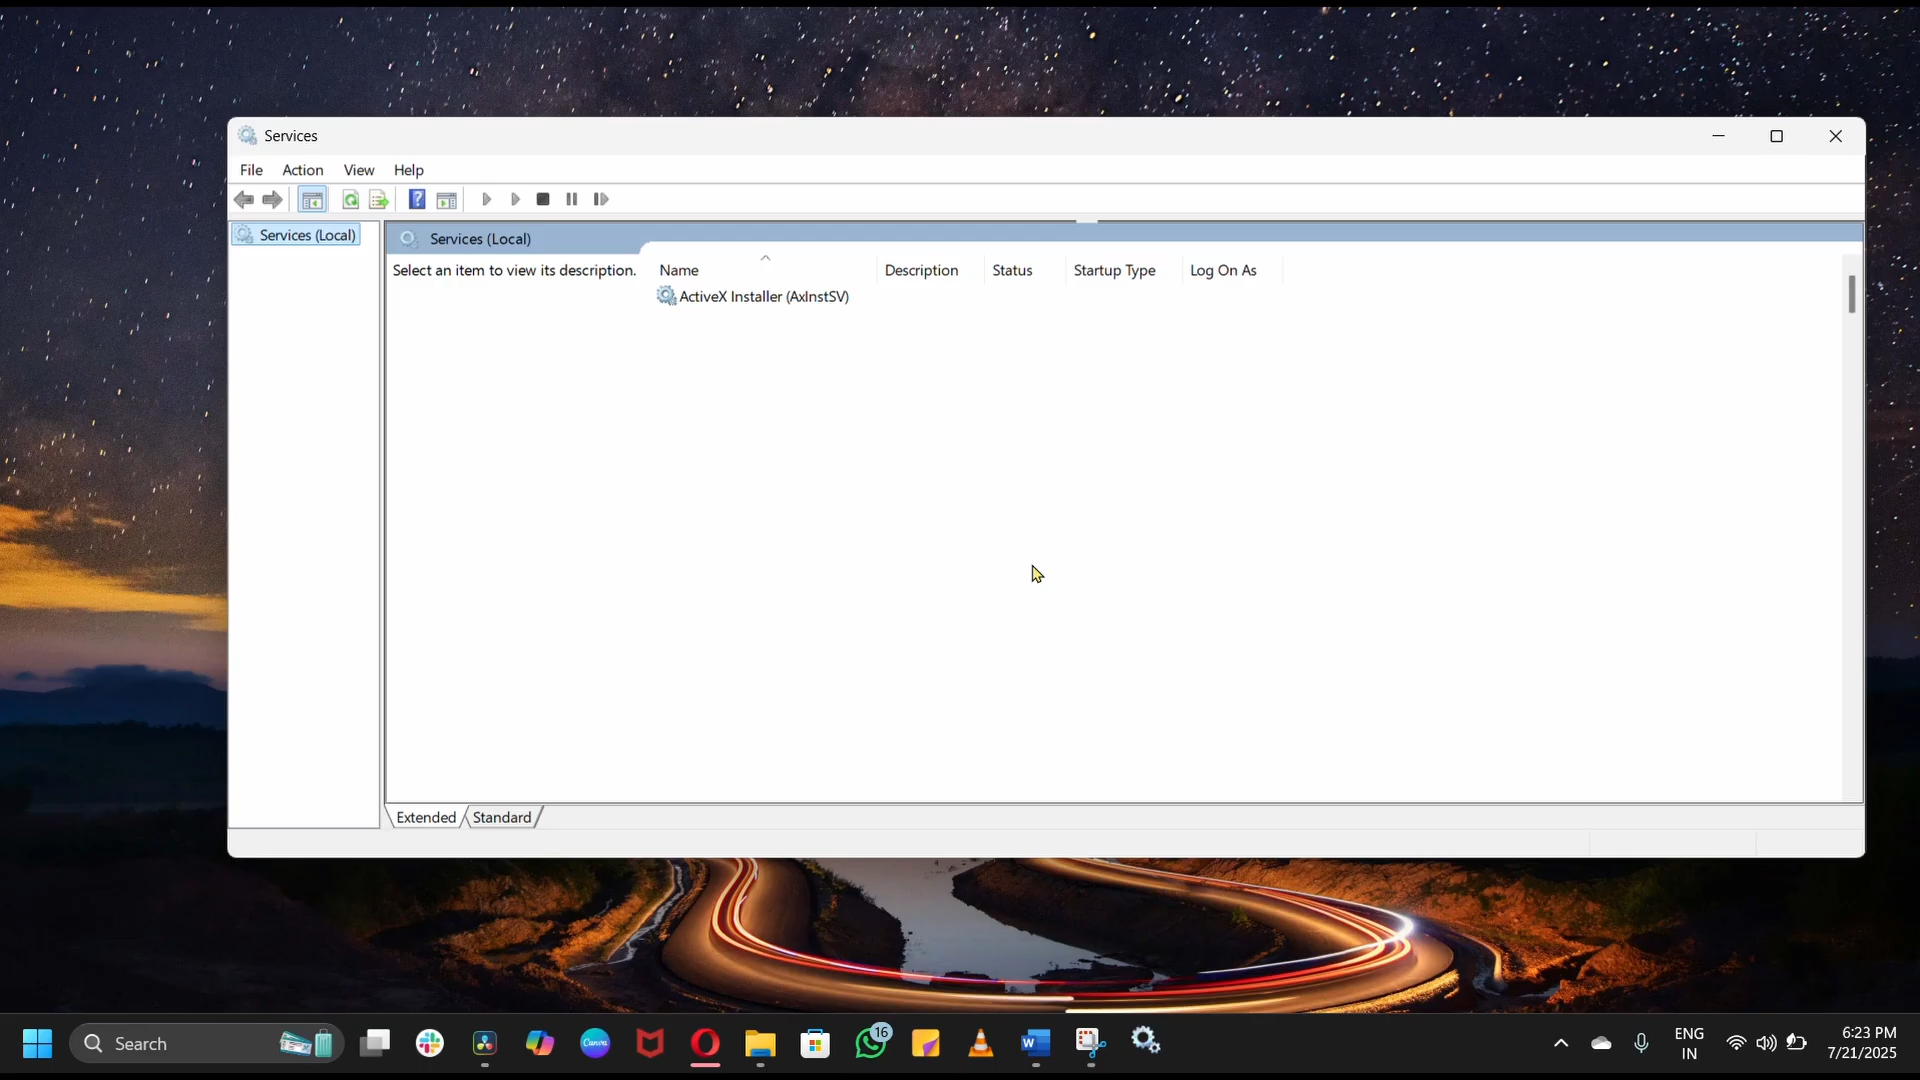 Services
File Action View Help
Services (Local)
Services (Local)
Select an item to view its description.
Name Description Status Startup Type Log On As
ActiveX Installer (AxInstSV)
Extended Standard
Search
Canva
16
W
ENG
IN
6:23 PM
7/21/2025